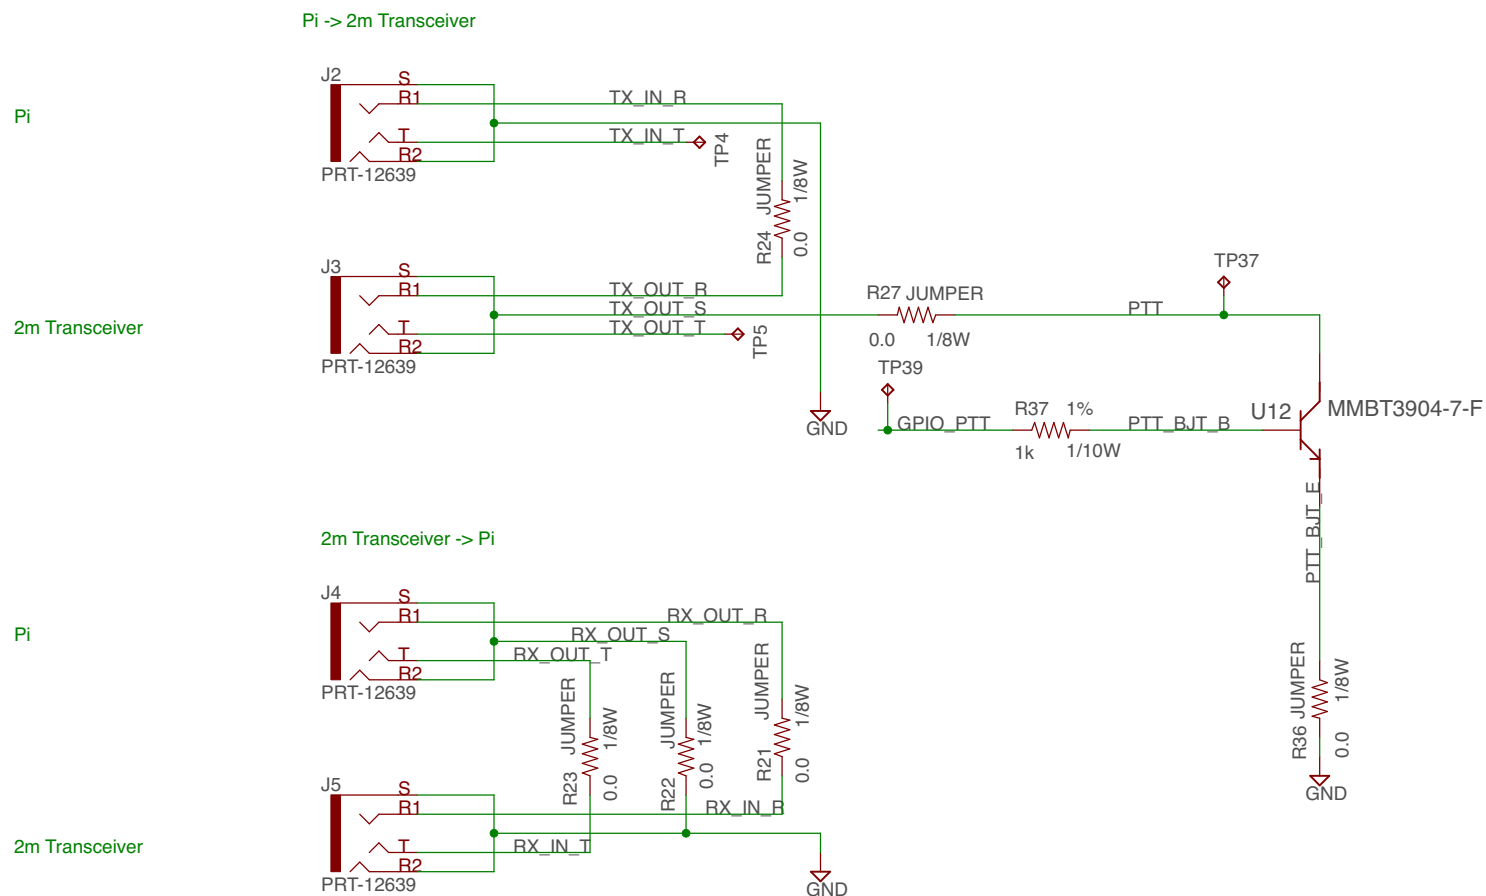 Pi -> 2m Transceiver
J2
S
R1
T
R2
PRT-12639
Pi
TX_IN_R
TX_IN_T
TP4
R24
JUMPER
0.0
1/8W
J3
S
R1
T
R2
PRT-12639
2m Transceiver
TX_OUT_R
TX_OUT_S
TX_OUT_T
TP5
GND
R27 JUMPER
0.0 1/8W
PTT
TP37
TP39
GPIO_PTT
R37 1%
1k 1/10W
PTT_BJT_B
U12
MMBT3904-7-F
PTT_BJT_E
R36 JUMPER
0.0
1/8W
GND
2m Transceiver -> Pi
J4
S
R1
T
R2
PRT-12639
Pi
RX_OUT_R
RX_OUT_S
RX_OUT_T
R23
JUMPER
0.0
1/8W
R22
JUMPER
0.0
1/8W
R21
JUMPER
0.0
1/8W
J5
S
R1
T
R2
PRT-12639
2m Transceiver
RX_IN_R
RX_IN_T
GND